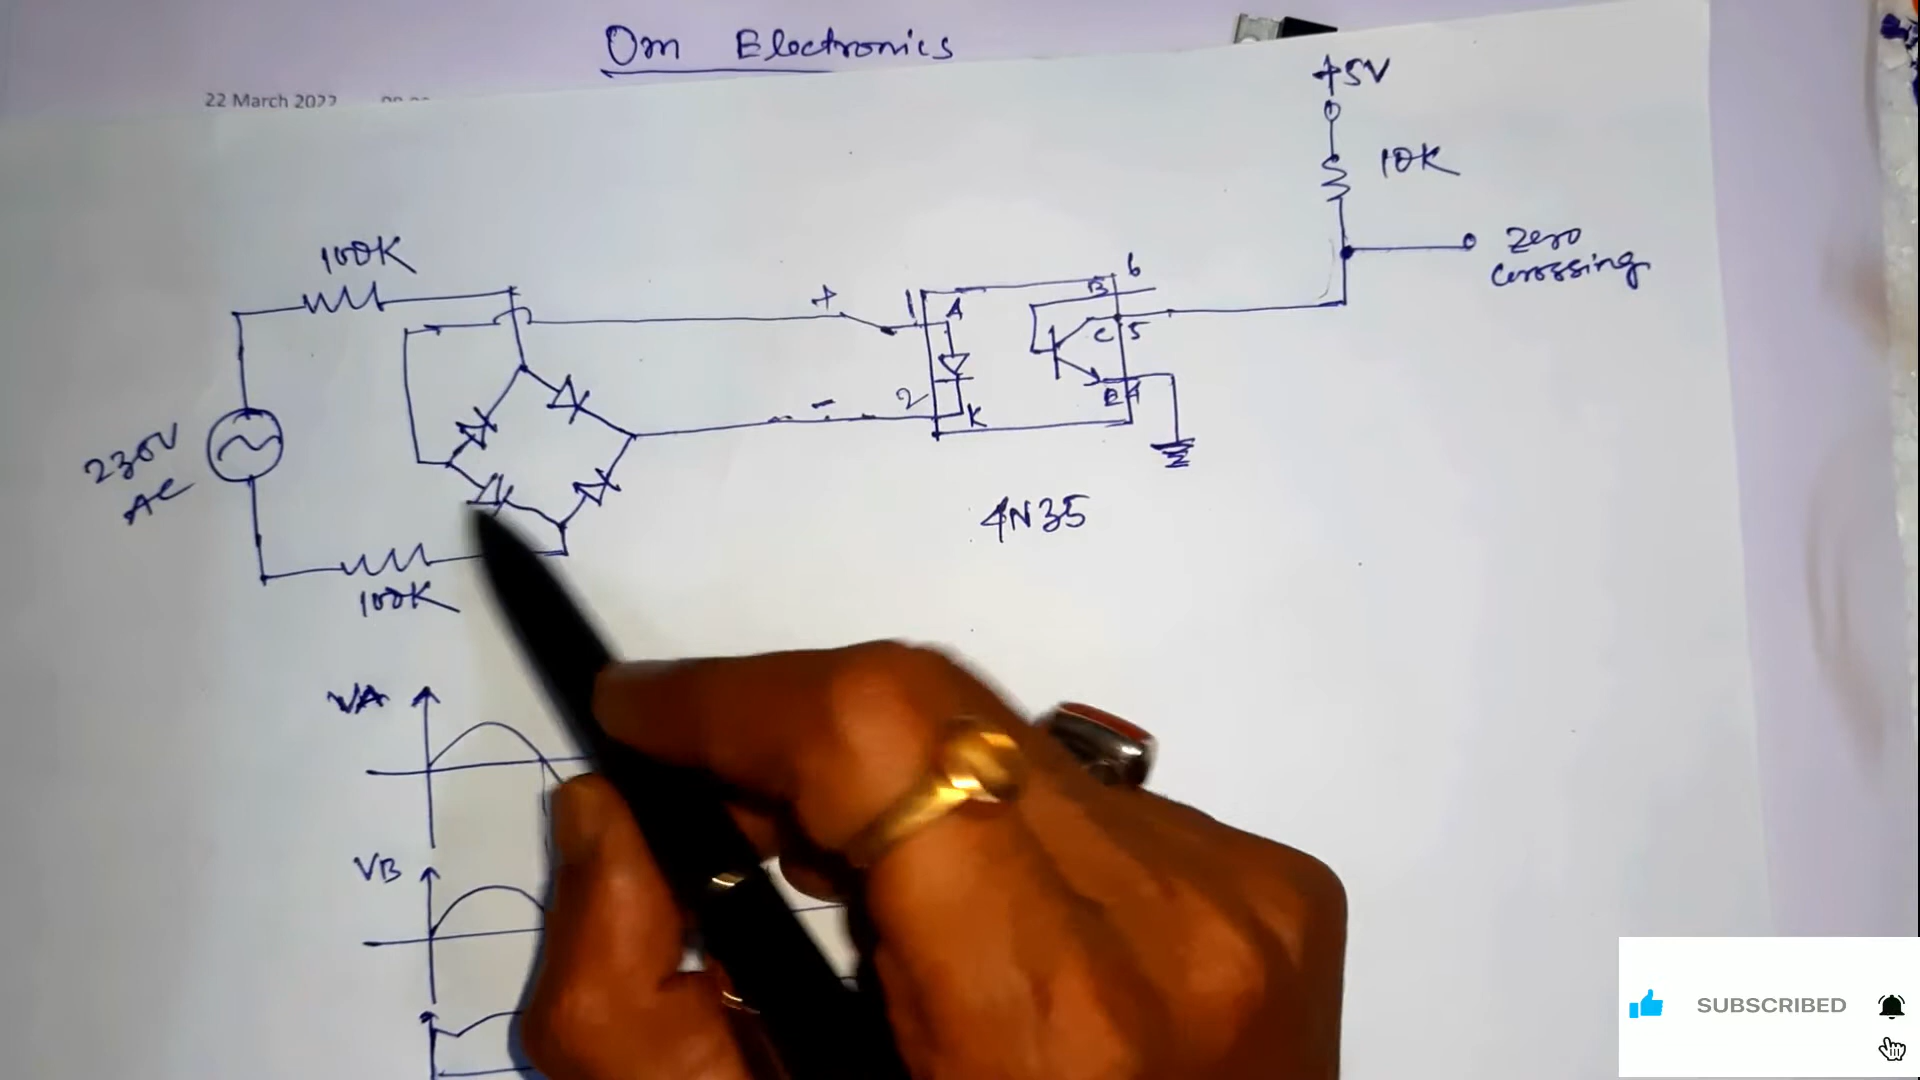 Om Electronics
22 March 2022
+5V
10K
Zero
Crossing
100K
6
B
+
1
A
C
5
-
2
K
E
4
230V
AC
4N35
100K
VA
VB
SUBSCRIBED